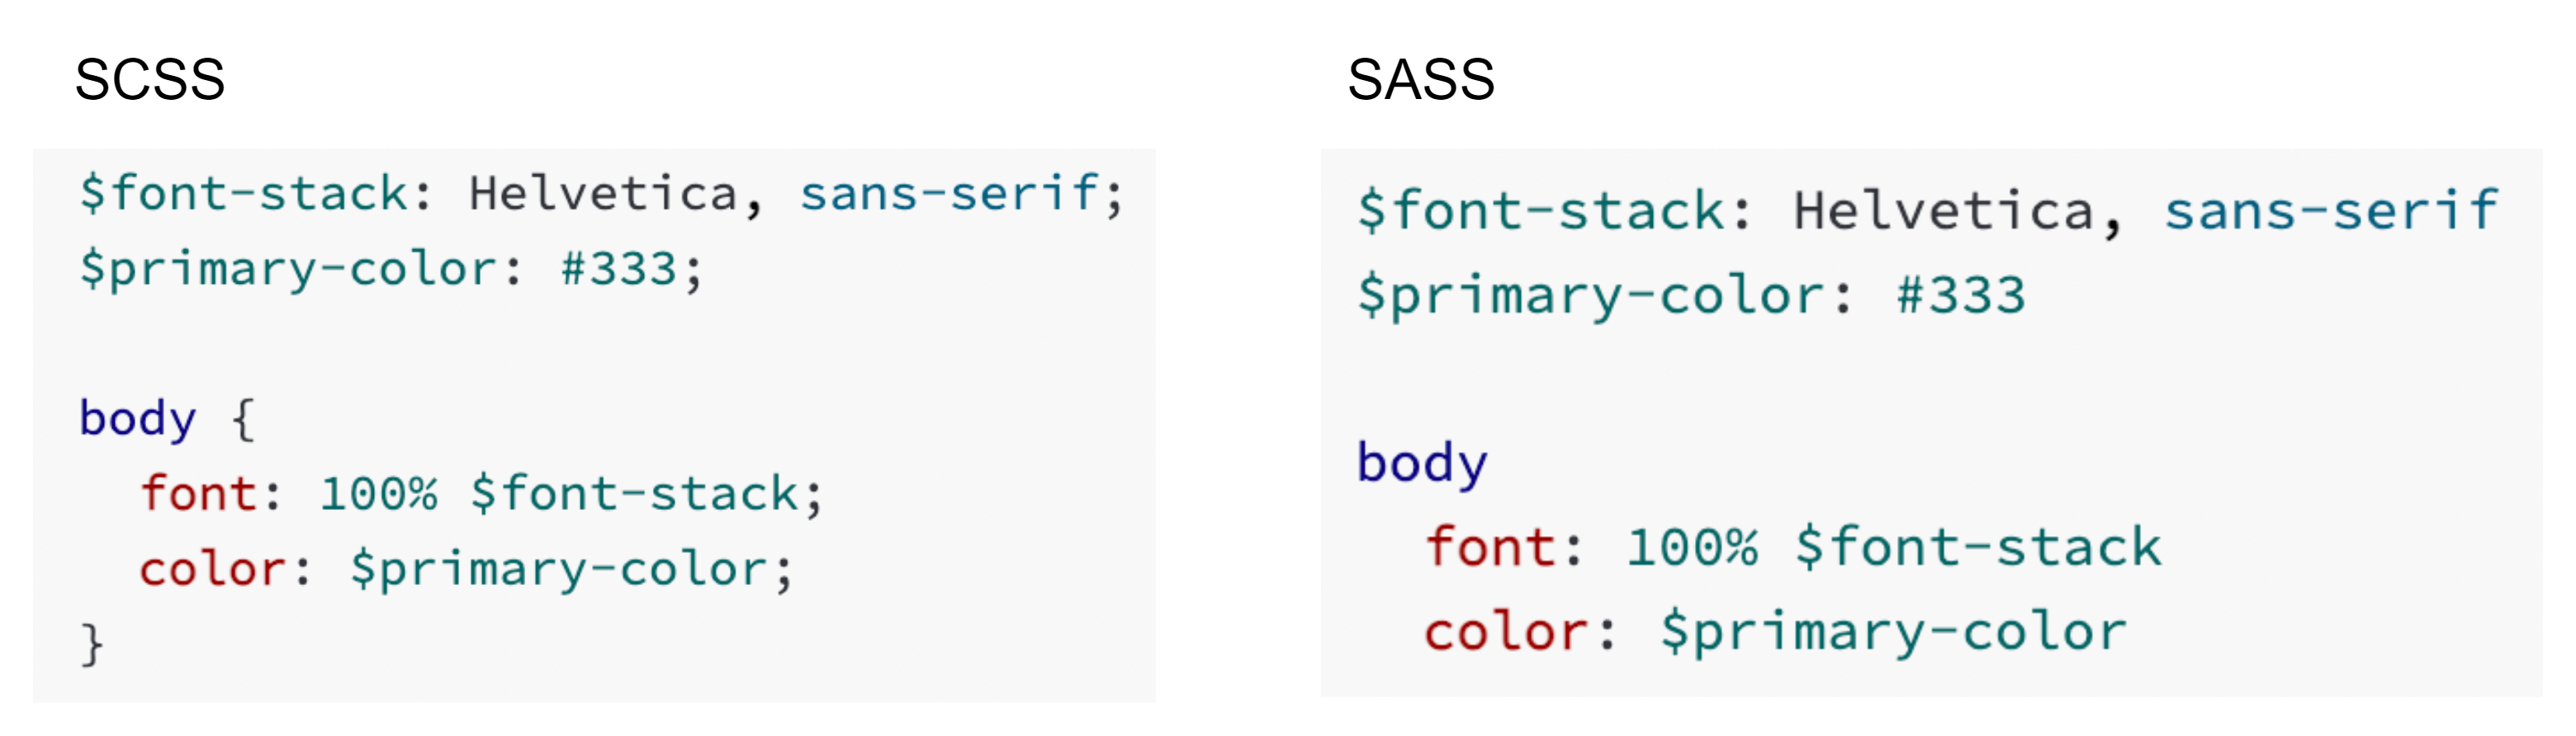 SCSS
$font-stack: Helvetica, sans-serif;
$primary-color: #333;
body {
  font: 100% $font-stack;
  color: $primary-color;
}
SASS
$font-stack: Helvetica, sans-serif
$primary-color: #333
body
  font: 100% $font-stack
  color: $primary-color